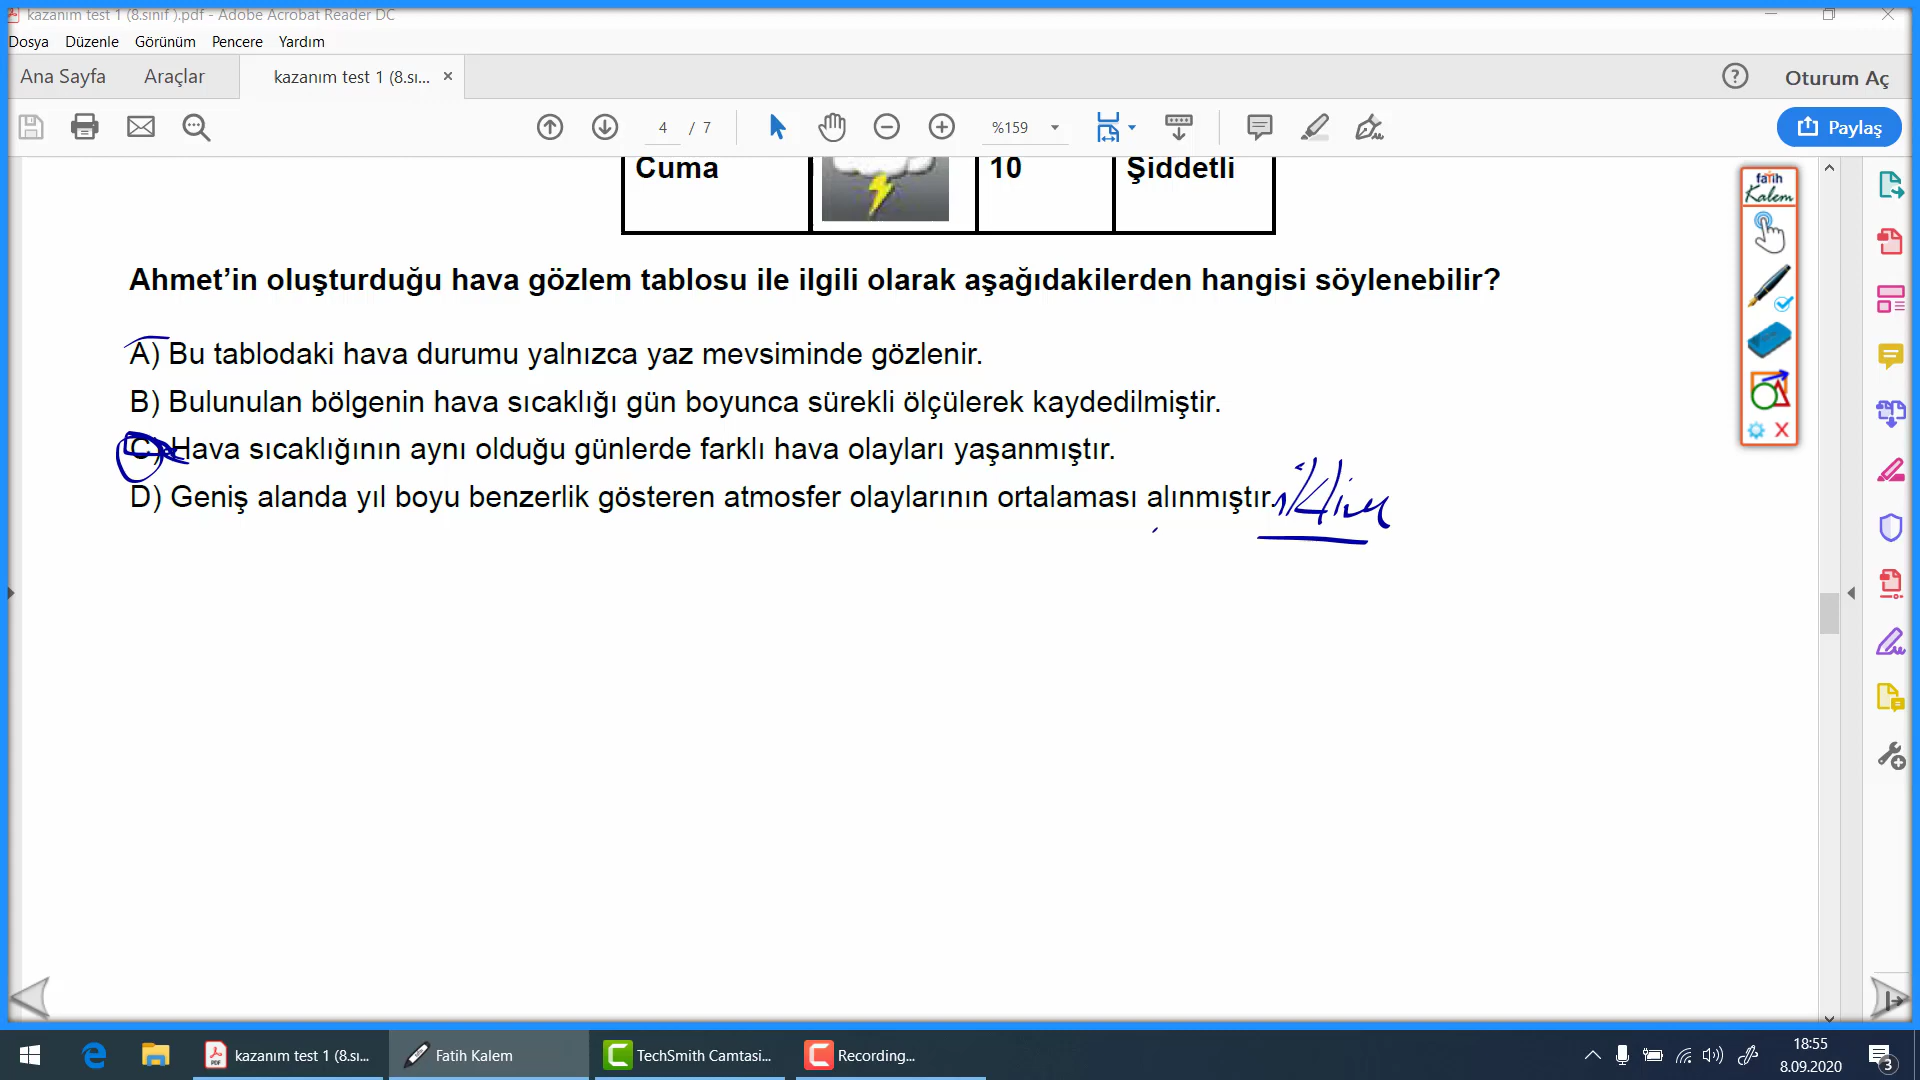 kazanım test 1 (8.sınıf ).pdf - Adobe Acrobat Reader DC
Dosya Düzenle Görünüm Pencere Yardım
Ana Sayfa Araçlar kazanım test 1 (8.sı... × ? Oturum Aç
4 / 7 %159 Paylaş
Cuma 10 Şiddetli
fatih
Kalem
Ahmet’in oluşturduğu hava gözlem tablosu ile ilgili olarak aşağıdakilerden hangisi söylenebilir?
A) Bu tablodaki hava durumu yalnızca yaz mevsiminde gözlenir.
B) Bulunulan bölgenin hava sıcaklığı gün boyunca sürekli ölçülerek kaydedilmiştir.
C) Hava sıcaklığının aynı olduğu günlerde farklı hava olayları yaşanmıştır.
D) Geniş alanda yıl boyu benzerlik gösteren atmosfer olaylarının ortalaması alınmıştır.
iklim
kazanım test 1 (8.sı... Fatih Kalem TechSmith Camtasi... Recording... 18:55
8.09.2020 3